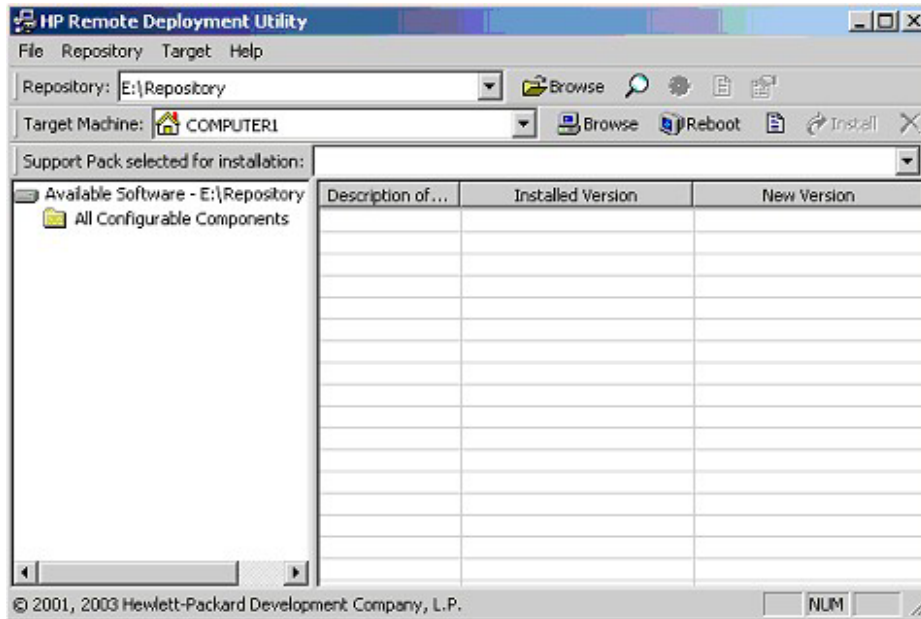 HP Remote Deployment Utility
File Repository Target Help
Repository: E:\Repository Browse
Target Machine: COMPUTER1 Browse Reboot Install
Support Pack selected for installation:
Available Software - E:\Repository
All Configurable Components
Description of... Installed Version New Version
© 2001, 2003 Hewlett-Packard Development Company, L.P. NUM